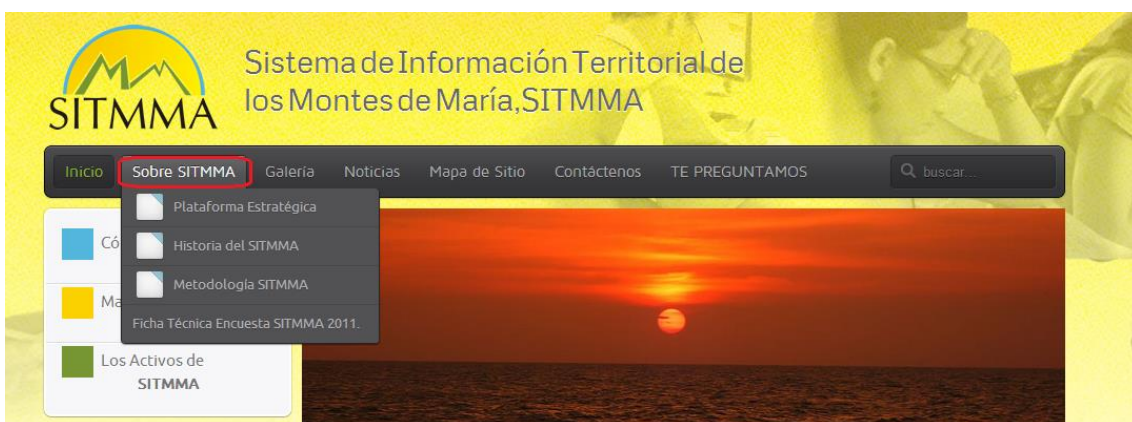 SITMMA
Sistema de Información Territorial de
los Montes de María,SITMMA
Inicio Sobre SITMMA Galería Noticias Mapa de Sitio Contáctenos TE PREGUNTAMOS buscar...
Plataforma Estratégica
Historia del SITMMA
Metodología SITMMA
Ficha Técnica Encuesta SITMMA 2011.
Los Activos de
SITMMA